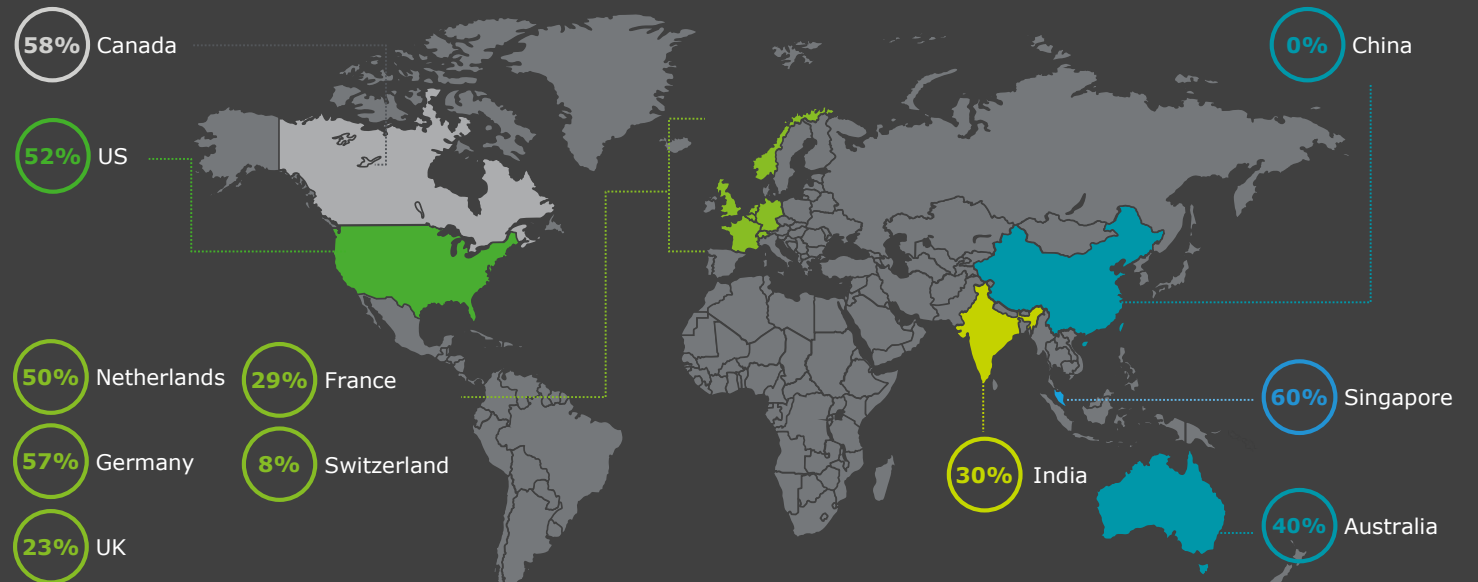 58% Canada
0% China
52% US
50% Netherlands
29% France
60% Singapore
57% Germany
8% Switzerland
30% India
40% Australia
23% UK